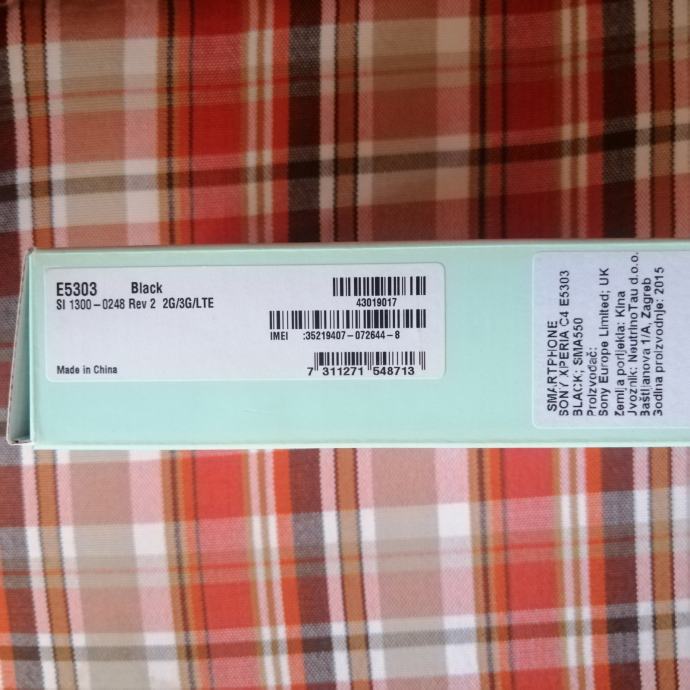 E5303 Black
SI 1300-0248 Rev 2 2G/3G/LTE
43019017
IMEI :35219407-072644-8
Made in China
7 311271 548713
SMARTPHONE
SONY XPERIA C4 E5303
BLACK; SMA550
Proizvođač:
Sony Europe Limited; UK
Zemlja porijekla: Kina
Uvoznik: NeutrinoTau d.o.o.
Baštijanova 1/A, Zagreb
Godina proizvodnje: 2015